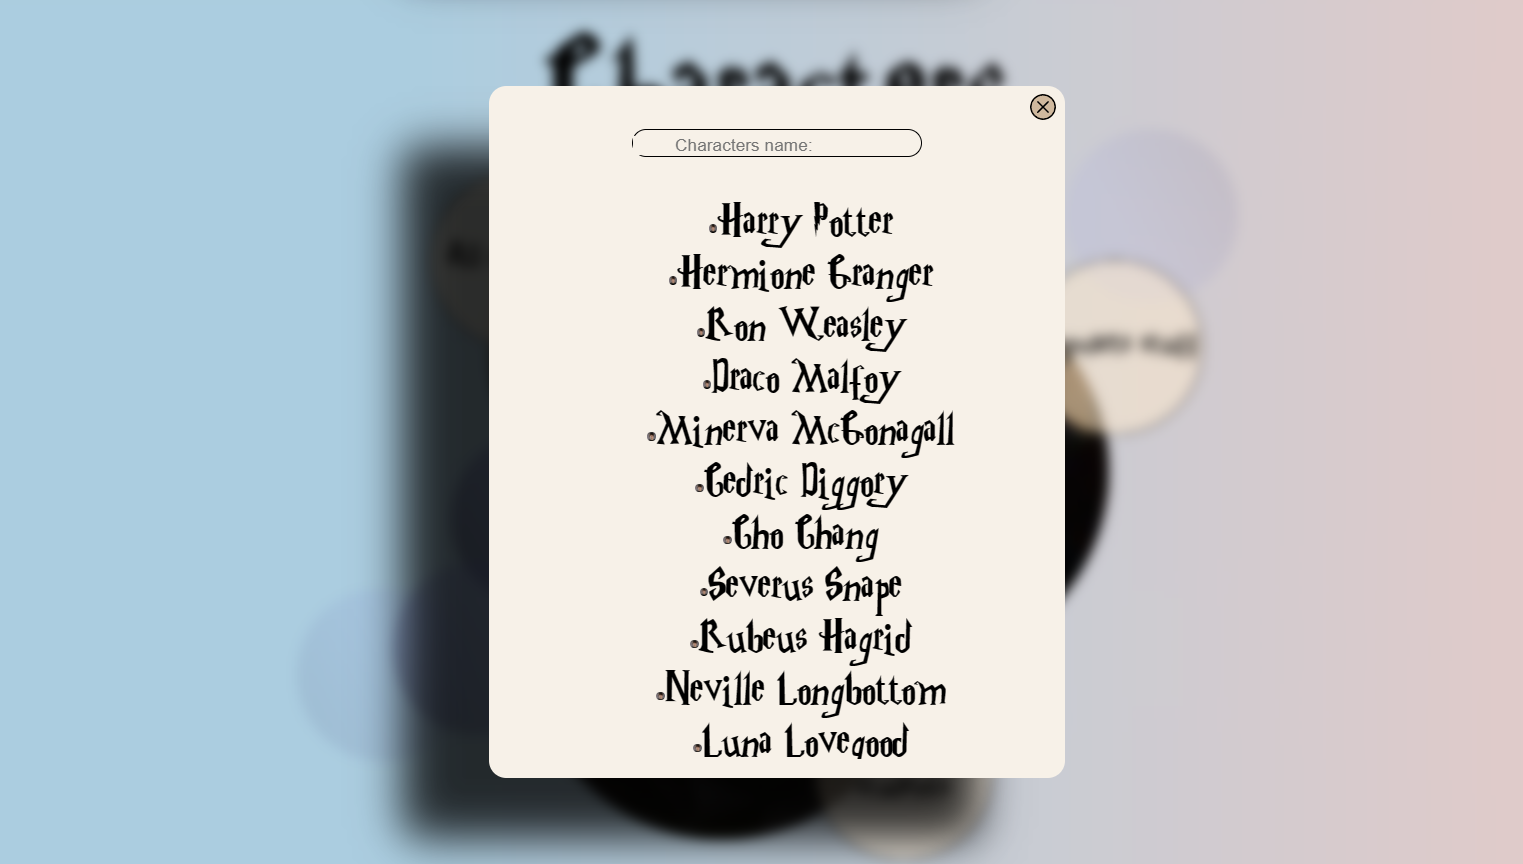 Characters
Characters name:
Harry Potter
Hermione Granger
Ron Weasley
Draco Malfoy
Minerva McGonagall
Cedric Diggory
Cho Chang
Severus Snape
Rubeus Hagrid
Neville Longbottom
Luna Lovegood